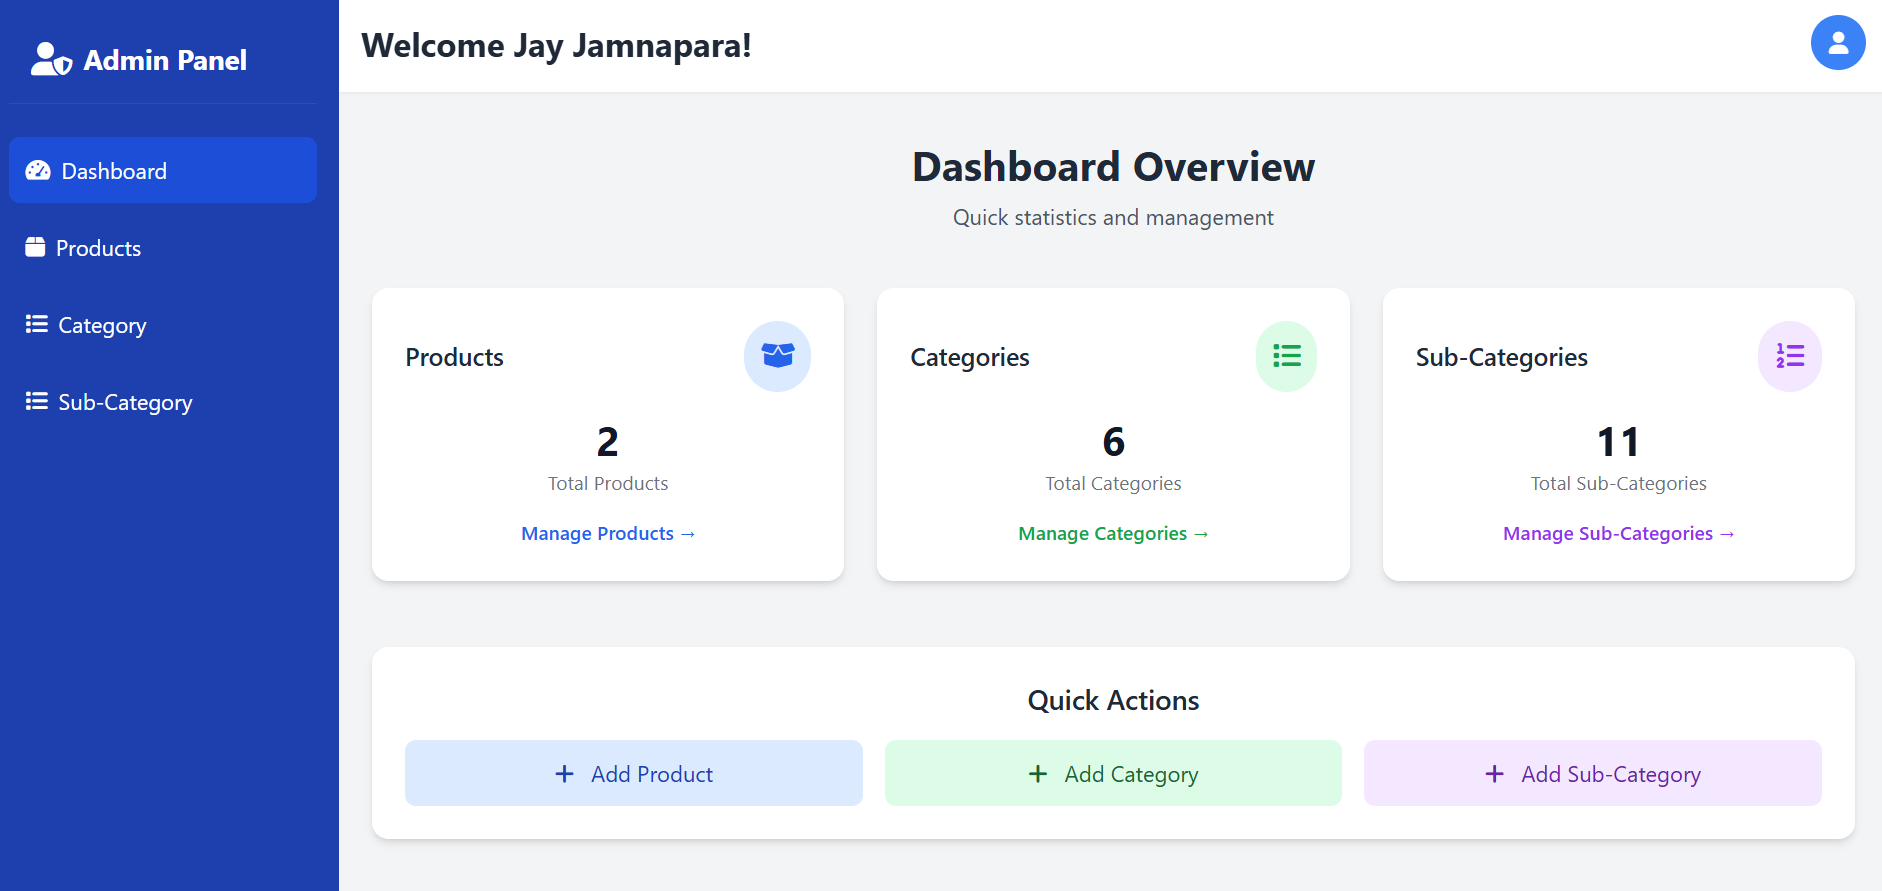 Admin Panel
Dashboard
Products
Category
Sub-Category
Welcome Jay Jamnapara!
Dashboard Overview
Quick statistics and management
Products
2
Total Products
Manage Products →
Categories
6
Total Categories
Manage Categories →
Sub-Categories
11
Total Sub-Categories
Manage Sub-Categories →
Quick Actions
+ Add Product
+ Add Category
+ Add Sub-Category